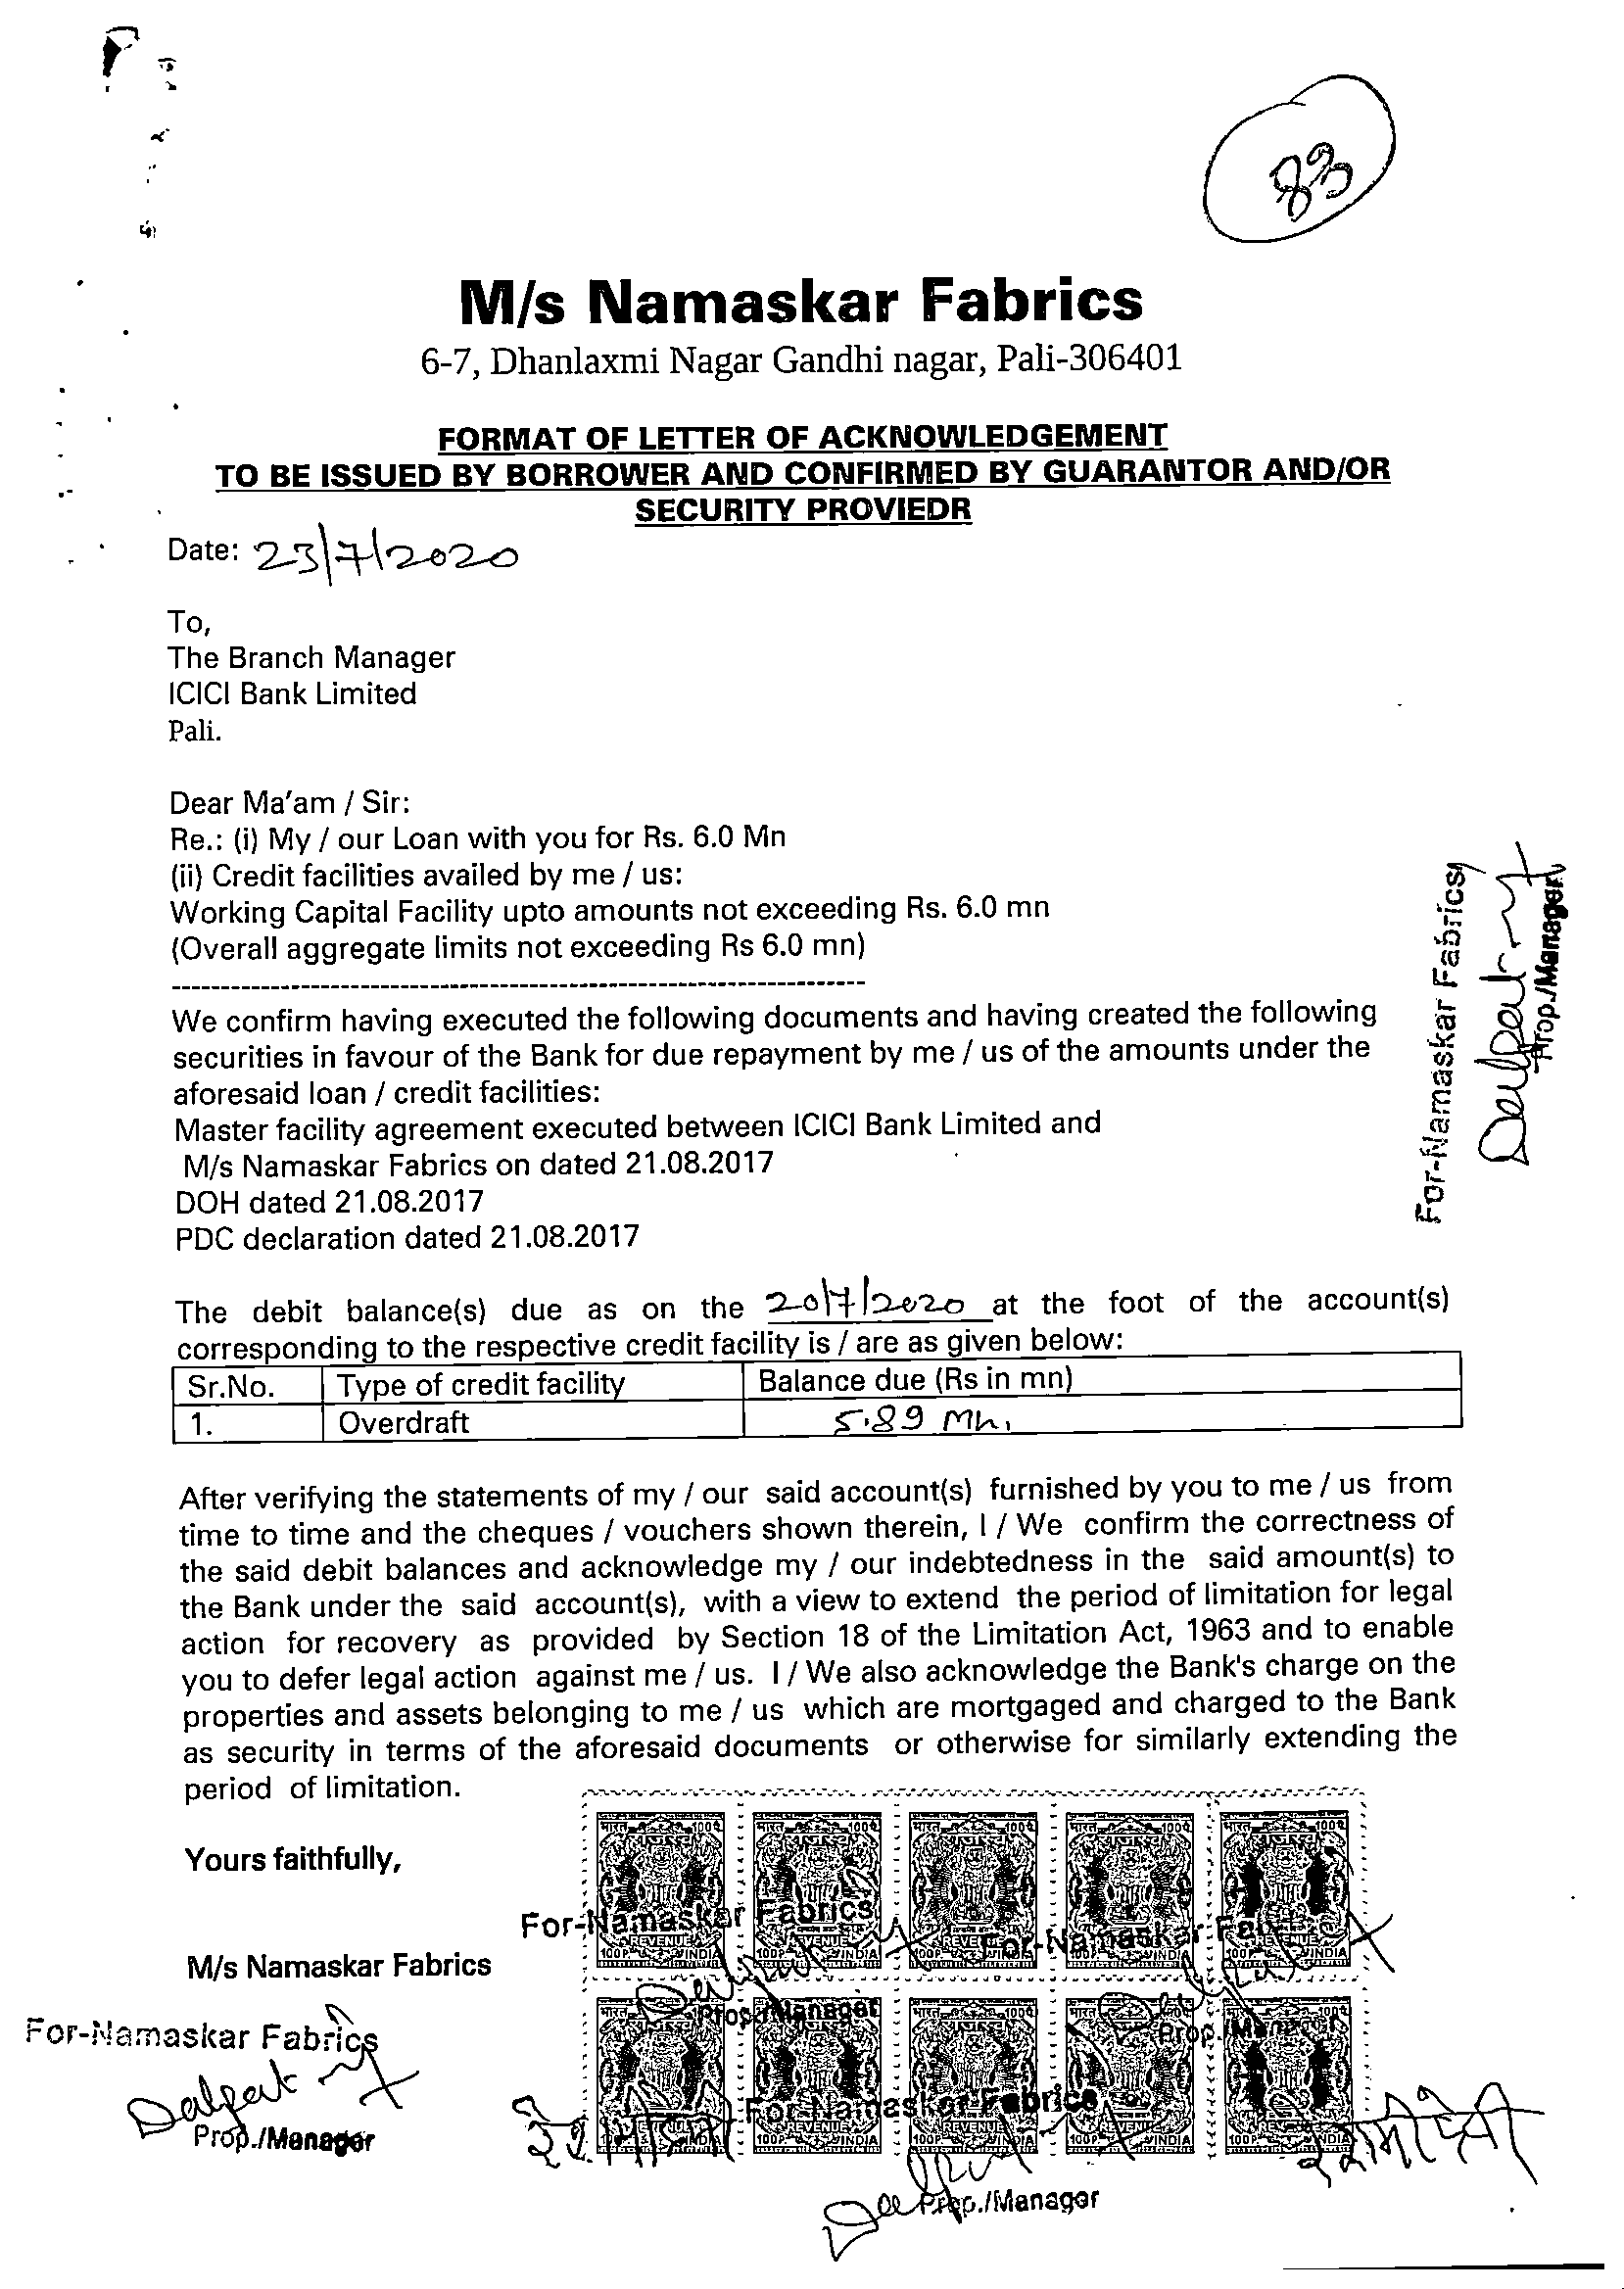 83
M/s Namaskar Fabrics
6-7, Dhanlaxmi Nagar Gandhi nagar, Pali-306401
FORMAT OF LETTER OF ACKNOWLEDGEMENT
TO BE ISSUED BY BORROWER AND CONFIRMED BY GUARANTOR AND/OR
SECURITY PROVIEDR
Date: 23/7/2020
To,
The Branch Manager
ICICI Bank Limited
Pali.
Dear Ma'am / Sir:
Re.: (i) My / our Loan with you for Rs. 6.0 Mn
(ii) Credit facilities availed by me / us:
Working Capital Facility upto amounts not exceeding Rs. 6.0 mn
(Overall aggregate limits not exceeding Rs 6.0 mn)
------------------------------------------------------------------------
We confirm having executed the following documents and having created the following
securities in favour of the Bank for due repayment by me / us of the amounts under the
aforesaid loan / credit facilities:
Master facility agreement executed between ICICI Bank Limited and
M/s Namaskar Fabrics on dated 21.08.2017
DOH dated 21.08.2017
PDC declaration dated 21.08.2017
For-Namaskar Fabrics
Dalpat
Prop./Manager
The debit balance(s) due as on the 20/7/2020 at the foot of the account(s)
corresponding to the respective credit facility is / are as given below:
Sr.No. Type of credit facility Balance due (Rs in mn)
1. Overdraft 5.89 Mn.
After verifying the statements of my / our said account(s) furnished by you to me / us from
time to time and the cheques / vouchers shown therein, I / We confirm the correctness of
the said debit balances and acknowledge my / our indebtedness in the said amount(s) to
the Bank under the said account(s), with a view to extend the period of limitation for legal
action for recovery as provided by Section 18 of the Limitation Act, 1963 and to enable
you to defer legal action against me / us. I / We also acknowledge the Bank's charge on the
properties and assets belonging to me / us which are mortgaged and charged to the Bank
as security in terms of the aforesaid documents or otherwise for similarly extending the
period of limitation.
Yours faithfully,
M/s Namaskar Fabrics
For-Namaskar Fabrics
Dalpat
Prop./Manager
For-Namaskar Fabrics
Prop./Manager
For-Namaskar Fabrics
Prop./Manager
For-Namaskar Fabrics
Prop./Manager